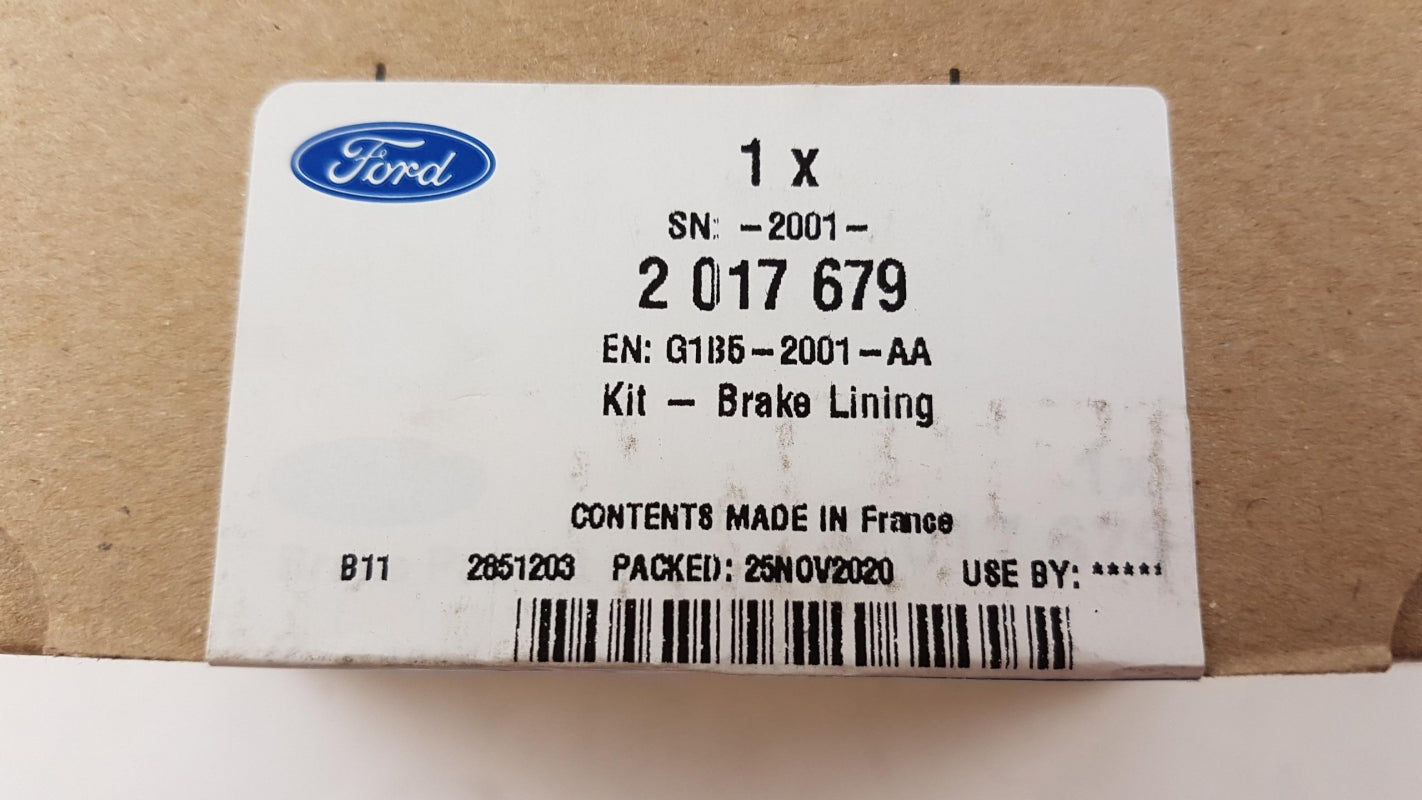 Ford
1 x
SN: -2001-
2 017 679
EN: G1B5-2001-AA
Kit - Brake Lining
CONTENTS MADE IN France
B11 2851203 PACKED: 25NOV2020 USE BY: *****